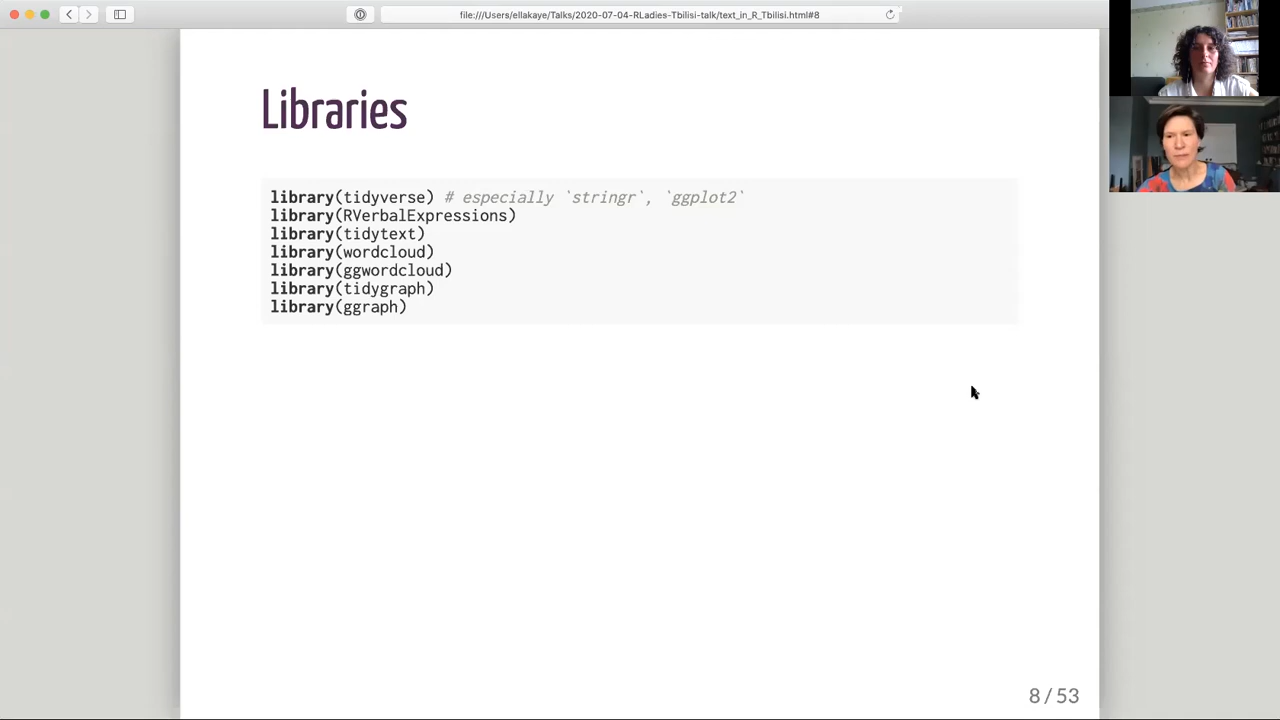 file:///Users/ellakaye/Talks/2020-07-04-RLadies-Tbilisi-talk/text_in_R_Tbilisi.html#8
Libraries
library(tidyverse) # especially `stringr`, `ggplot2`
library(RVerbalExpressions)
library(tidytext)
library(wordcloud)
library(ggwordcloud)
library(tidygraph)
library(ggraph)
8 / 53